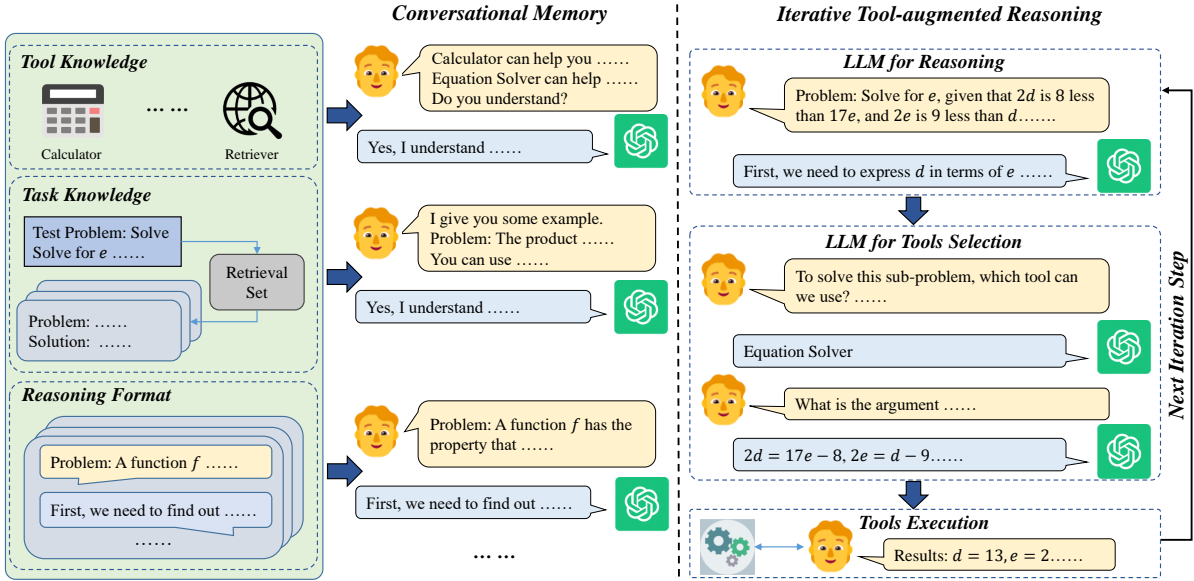 Conversational Memory
Iterative Tool-augmented Reasoning
Tool Knowledge
... ...
Calculator
Retriever
Task Knowledge
Test Problem: Solve
Solve for e ......
Retrieval
Set
Problem: ......
Solution: ......
Reasoning Format
Problem: A function f ......
First, we need to find out ......
......
Calculator can help you ......
Equation Solver can help ......
Do you understand?
Yes, I understand ......
I give you some example.
Problem: The product ......
You can use ......
Yes, I understand ......
Problem: A function f has the
property that ......
First, we need to find out ......
... ...
LLM for Reasoning
Problem: Solve for e, given that 2d is 8 less
than 17e, and 2e is 9 less than d.......
First, we need to express d in terms of e ......
LLM for Tools Selection
To solve this sub-problem, which tool can
we use? ......
Equation Solver
What is the argument ......
2d = 17e − 8, 2e = d − 9......
Tools Execution
Results: d = 13, e = 2......
Next Iteration Step